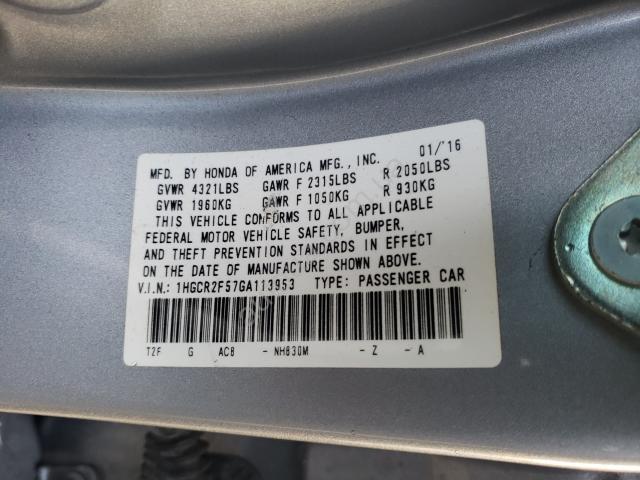 MFD. BY HONDA OF AMERICA MFG., INC. 01/'16
GVWR 4321LBS GAWR F 2315LBS R 2050LBS
GVWR 1960KG GAWR F 1050KG R 930KG
THIS VEHICLE CONFORMS TO ALL APPLICABLE
FEDERAL MOTOR VEHICLE SAFETY, BUMPER,
AND THEFT PREVENTION STANDARDS IN EFFECT
ON THE DATE OF MANUFACTURE SHOWN ABOVE.
V.I.N.: 1HGCR2F57GA113953 TYPE: PASSENGER CAR
T2F G ACB - NH830M - Z - A